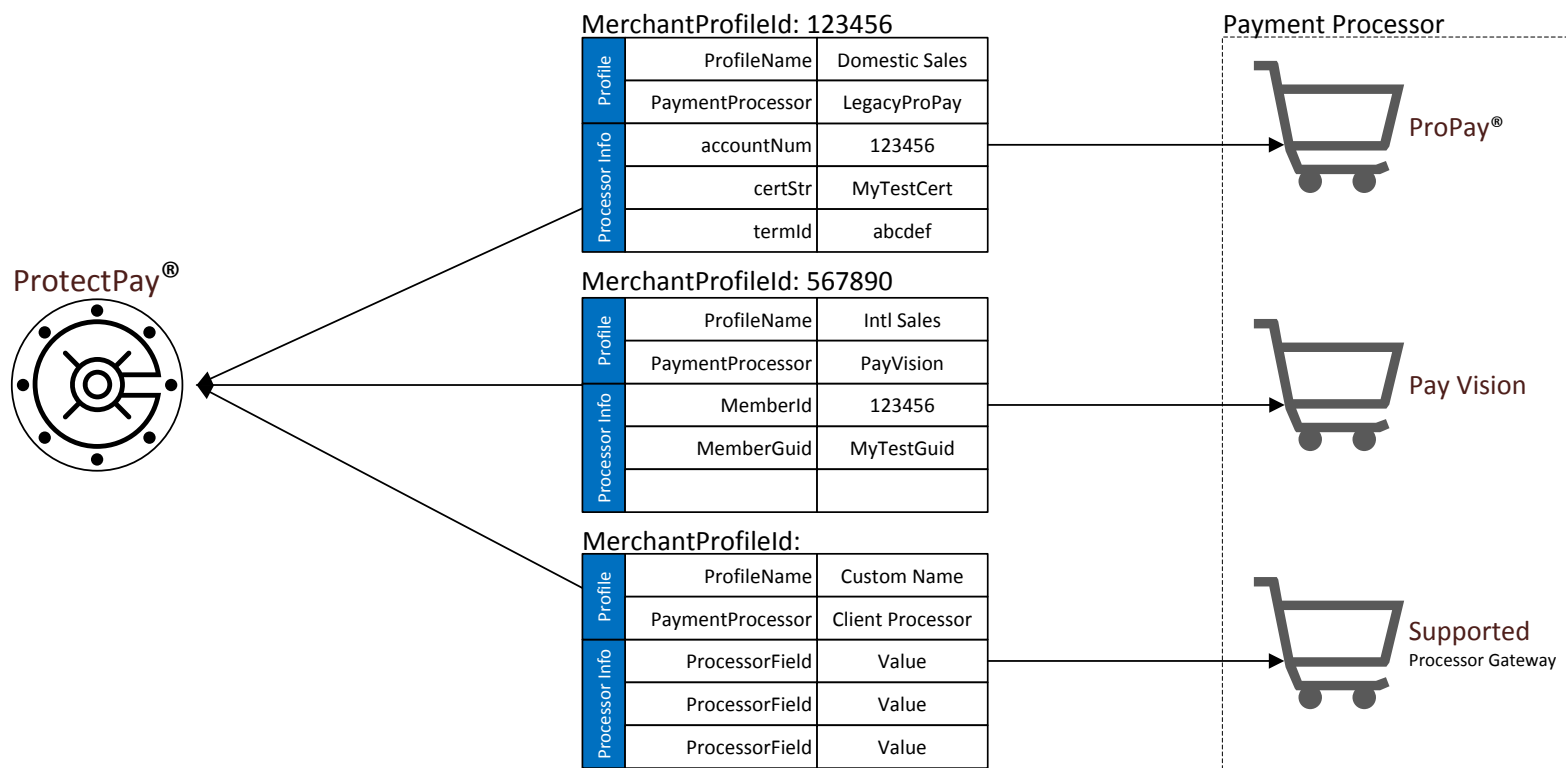 MerchantProfileId: 123456
Payment Processor
Profile
ProfileName Domestic Sales
PaymentProcessor LegacyProPay
Processor Info
accountNum 123456
certStr MyTestCert
termId abcdef
ProPay®
ProtectPay®
MerchantProfileId: 567890
Profile
ProfileName Intl Sales
PaymentProcessor PayVision
Processor Info
MemberId 123456
MemberGuid MyTestGuid
Pay Vision
MerchantProfileId:
Profile
ProfileName Custom Name
PaymentProcessor Client Processor
Processor Info
ProcessorField Value
ProcessorField Value
ProcessorField Value
Supported
Processor Gateway